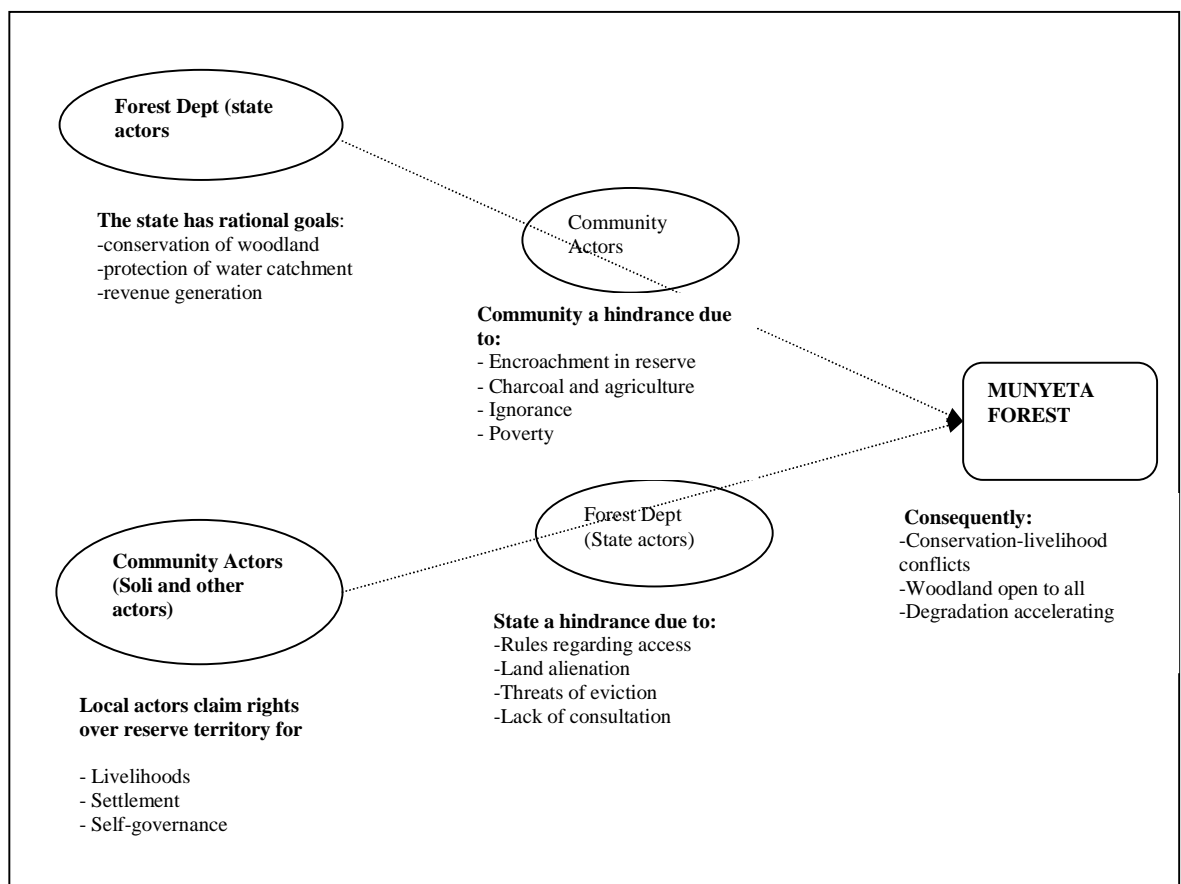 Forest Dept (state
actors
The state has rational goals:
-conservation of woodland
-protection of water catchment
-revenue generation
Community
Actors
Community a hindrance due
to:
- Encroachment in reserve
- Charcoal and agriculture
- Ignorance
- Poverty
MUNYETA
FOREST
Consequently:
-Conservation-livelihood
conflicts
-Woodland open to all
-Degradation accelerating
Community Actors
(Soli and other
actors)
Local actors claim rights
over reserve territory for
- Livelihoods
- Settlement
- Self-governance
Forest Dept
(State actors)
State a hindrance due to:
-Rules regarding access
-Land alienation
-Threats of eviction
-Lack of consultation